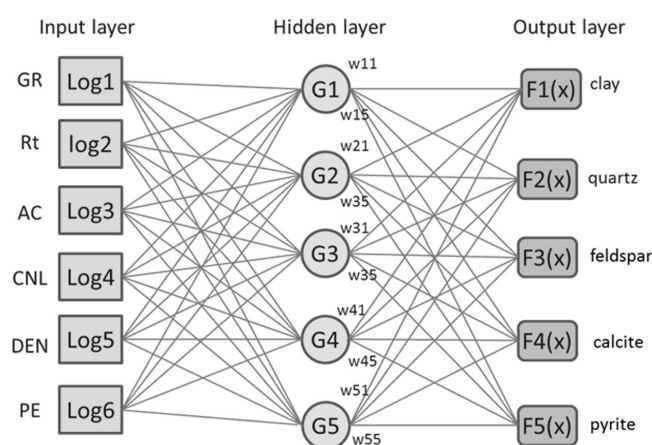 Input layer Hidden layer Output layer
GR Log1 G1 w11 w15 F1(x) clay
Rt log2 G2 w21 w35 F2(x) quartz
AC Log3 G3 w31 w35 F3(x) feldspar
CNL Log4 G4 w41 w45 F4(x) calcite
DEN Log5 G5 w51 w55 F5(x) pyrite
PE Log6